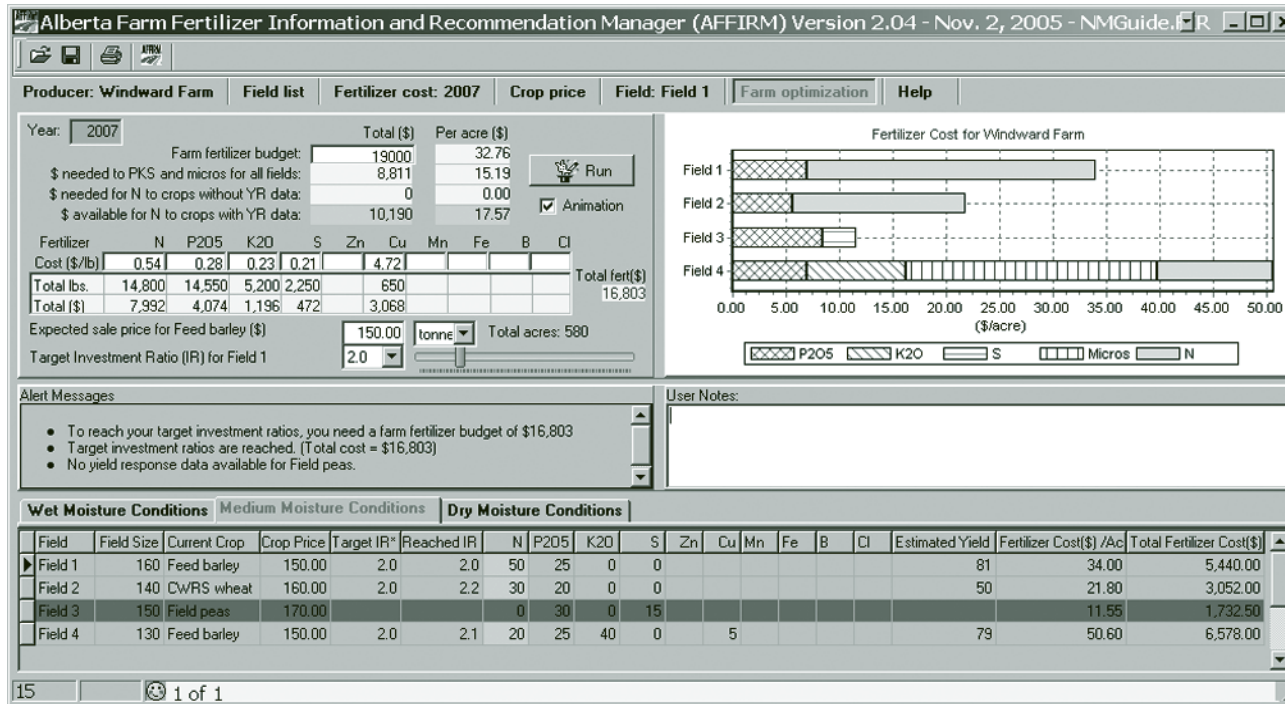 Alberta Farm Fertilizer Information and Recommendation Manager (AFFIRM) Version 2.04 - Nov. 2, 2005 - NMGuide.F R
Producer: Windward Farm Field list Fertilizer cost: 2007 Crop price Field: Field 1 Farm optimization Help
Year: 2007
Total ($) Per acre ($)
Farm fertilizer budget: 19000 32.76
$ needed to PKS and micros for all fields: 8,811 15.19
$ needed for N to crops without YR data: 0 0.00
$ available for N to crops with YR data: 10,190 17.57
Run
Animation
Fertilizer N P2O5 K2O S Zn Cu Mn Fe B Cl
Cost ($/lb) 0.54 0.28 0.23 0.21 4.72
Total lbs. 14,800 14,550 5,200 2,250 650
Total ($) 7,992 4,074 1,196 472 3,068
Total fert($)
16,803
Expected sale price for Feed barley ($) 150.00 tonne Total acres: 580
Target Investment Ratio (IR) for Field 1 2.0
Fertilizer Cost for Windward Farm
Field 1
Field 2
Field 3
Field 4
0.00 5.00 10.00 15.00 20.00 25.00 30.00 35.00 40.00 45.00 50.00
($/acre)
P2O5 K2O S Micros N
Alert Messages
• To reach your target investment ratios, you need a farm fertilizer budget of $16,803
• Target investment ratios are reached. (Total cost = $16,803)
• No yield response data available for Field peas.
User Notes:
Wet Moisture Conditions Medium Moisture Conditions Dry Moisture Conditions
Field Field Size Current Crop Crop Price Target IR* Reached IR N P2O5 K2O S Zn Cu Mn Fe B Cl Estimated Yield Fertilizer Cost($) /Ac Total Fertilizer Cost($)
Field 1 160 Feed barley 150.00 2.0 2.0 50 25 0 0 81 34.00 5,440.00
Field 2 140 CWRS wheat 160.00 2.0 2.2 30 20 0 0 50 21.80 3,052.00
Field 3 150 Field peas 170.00 0 30 0 15 11.55 1,732.50
Field 4 130 Feed barley 150.00 2.0 2.1 20 25 40 0 5 79 50.60 6,578.00
15 1 of 1